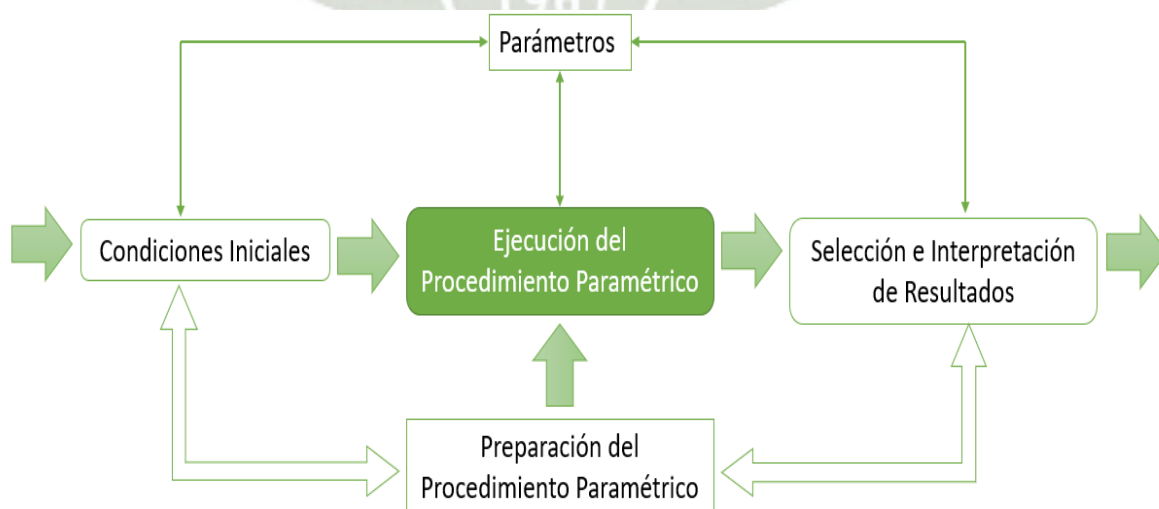 Parámetros
Condiciones Iniciales
Ejecución del
Procedimiento Paramétrico
Selección e Interpretación
de Resultados
Preparación del
Procedimiento Paramétrico